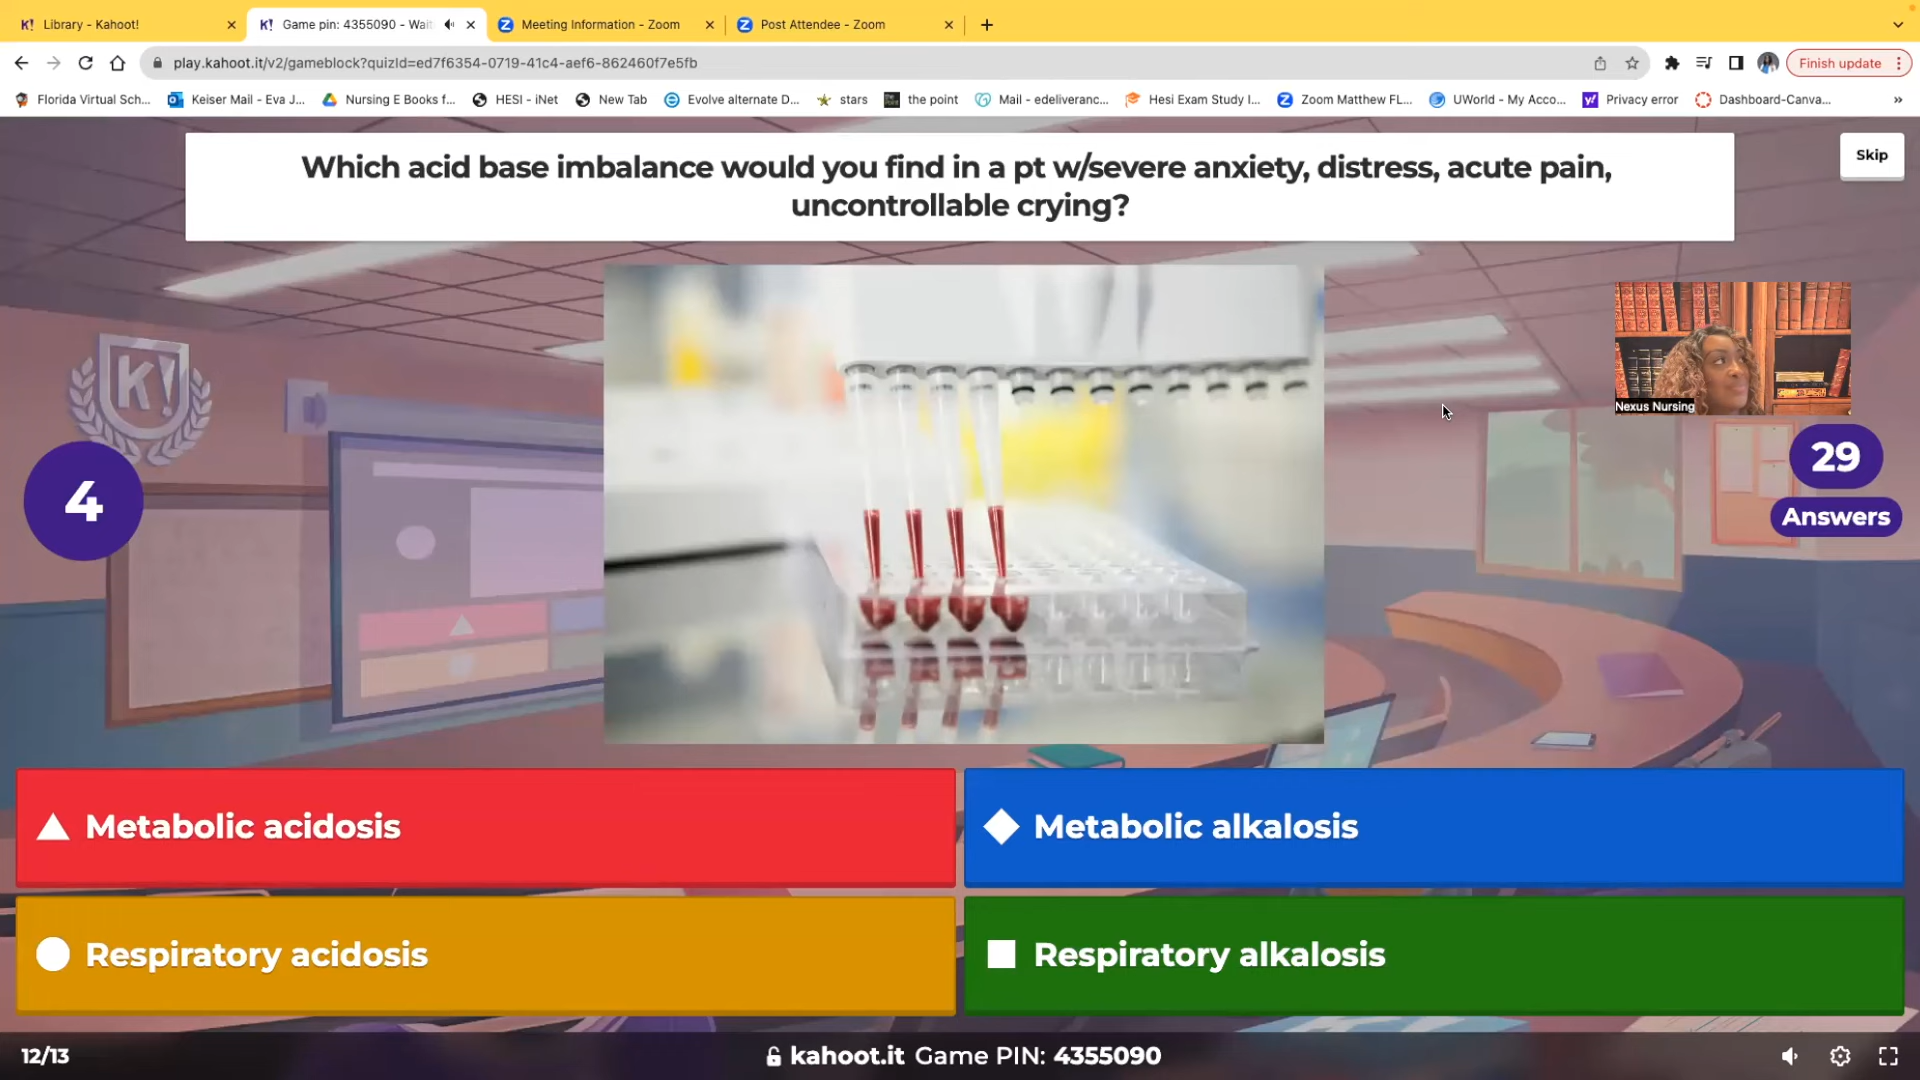 Library - Kahoot!
Game pin: 4355090 - Wait
Meeting Information - Zoom
Post Attendee - Zoom
play.kahoot.it/v2/gameblock?quizId=ed7f6354-0719-41c4-aef6-862460f7e5fb
Finish update
Florida Virtual Sch...
Keiser Mail - Eva J...
Nursing E Books f...
HESI - iNet
New Tab
Evolve alternate D...
stars
the point
Mail - edeliveranc...
Hesi Exam Study I...
Zoom Matthew FL...
UWorld - My Acco...
Privacy error
Dashboard-Canva...
Which acid base imbalance would you find in a pt w/severe anxiety, distress, acute pain,
uncontrollable crying?
Skip
K!
Nexus Nursing
4
29
Answers
Metabolic acidosis
Metabolic alkalosis
Respiratory acidosis
Respiratory alkalosis
12/13
kahoot.it Game PIN: 4355090